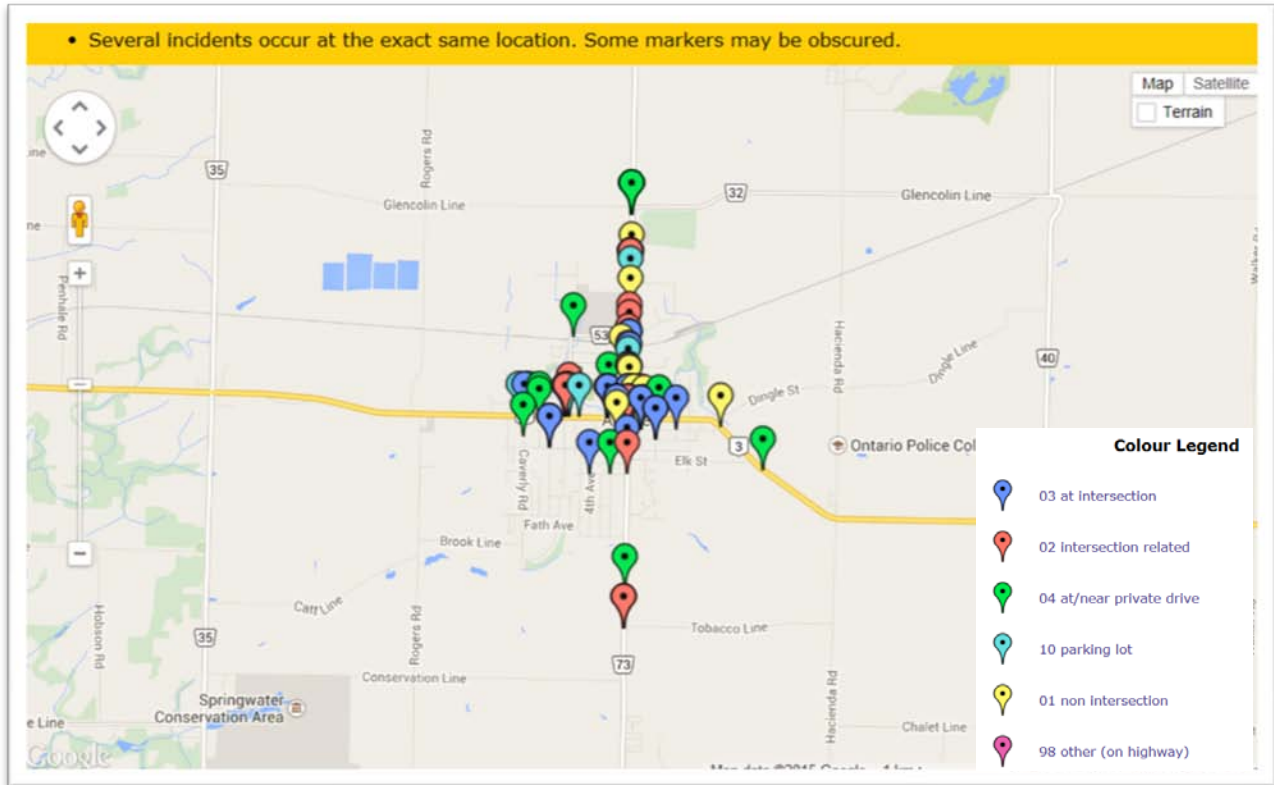 • Several incidents occur at the exact same location. Some markers may be obscured.
Map Satellite
Terrain
ine
35
Rogers Rd
Glencolin Line
32
Glencolin Line
ne
Penhale Rd
53
Hacienda Rd
Dingle Line
40
Dingle St
3
Ontario Police Col
Elk St
Caverly Rd
4th Ave
Fath Ave
Brook Line
Catt Line
Rogers Rd
Hobson Rd
35
Tobacco Line
73
Conservation Line
Hacienda Rd
Springwater
Conservation Area
e Line
Chalet Line
Google
Colour Legend
03 at intersection
02 intersection related
04 at/near private drive
10 parking lot
01 non intersection
98 other (on highway)